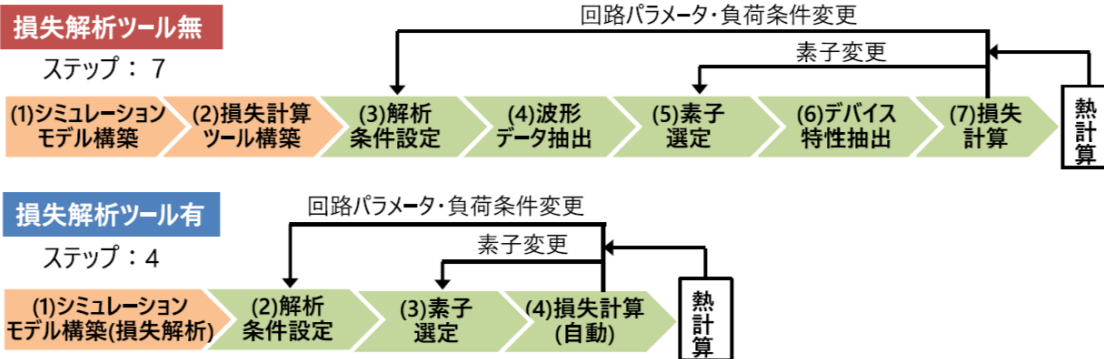 回路パラメータ・負荷条件変更
損失解析ツール無
素子変更
ステップ： 7
(1)シミュレーション
モデル構築
(2)損失計算
ツール構築
(3)解析
条件設定
(4)波形
データ抽出
(5)素子
選定
(6)デバイス
特性抽出
(7)損失
計算
熱計算
損失解析ツール有
回路パラメータ・負荷条件変更
素子変更
ステップ：4
(1)シミュレーション
モデル構築(損失解析)
(2)解析
条件設定
(3)素子
選定
(4)損失計算
(自動)
熱計算